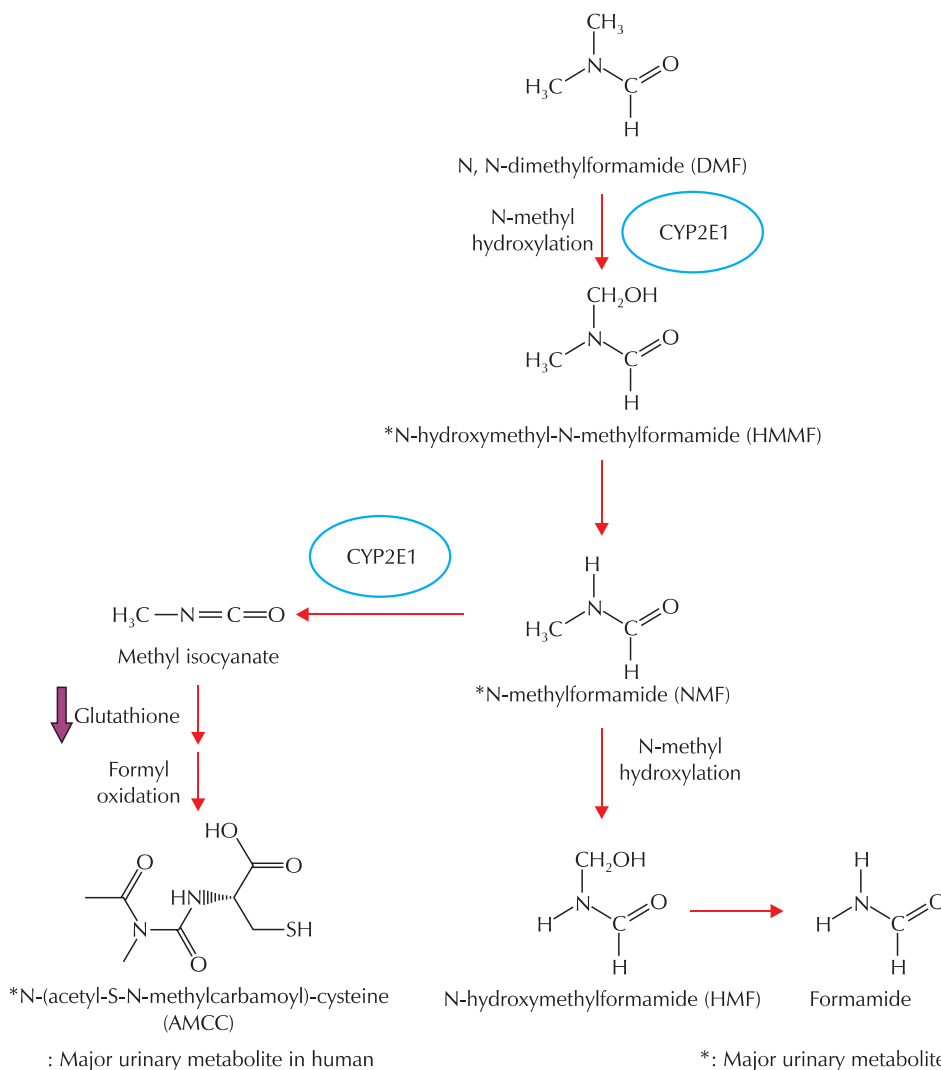 CH₃
N
O
H₃C
C
H
N, N-dimethylformamide (DMF)
N-methyl
hydroxylation
CYP2E1
CH₂OH
N
O
H₃C
C
H
*N-hydroxymethyl-N-methylformamide (HMMF)
CYP2E1
H
N
O
H₃C
C
H
H₃C—N=C=O
Methyl isocyanate
*N-methylformamide (NMF)
Glutathione
N-methyl
hydroxylation
Formyl
oxidation
HO
O
O
HN
N
SH
O
*N-(acetyl-S-N-methylcarbamoyl)-cysteine
(AMCC)
CH₂OH
N
O
H
C
H
N-hydroxymethylformamide (HMF)
H
N
O
H
C
H
Formamide
: Major urinary metabolite in human
*: Major urinary metabolite